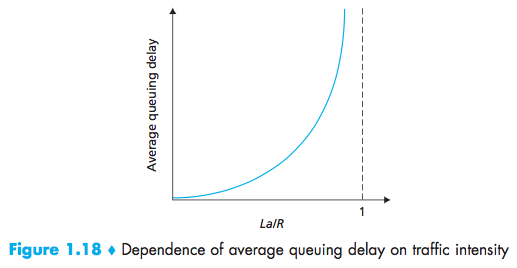 Average queuing delay
1
La/R
Figure 1.18 ♦ Dependence of average queuing delay on traffic intensity